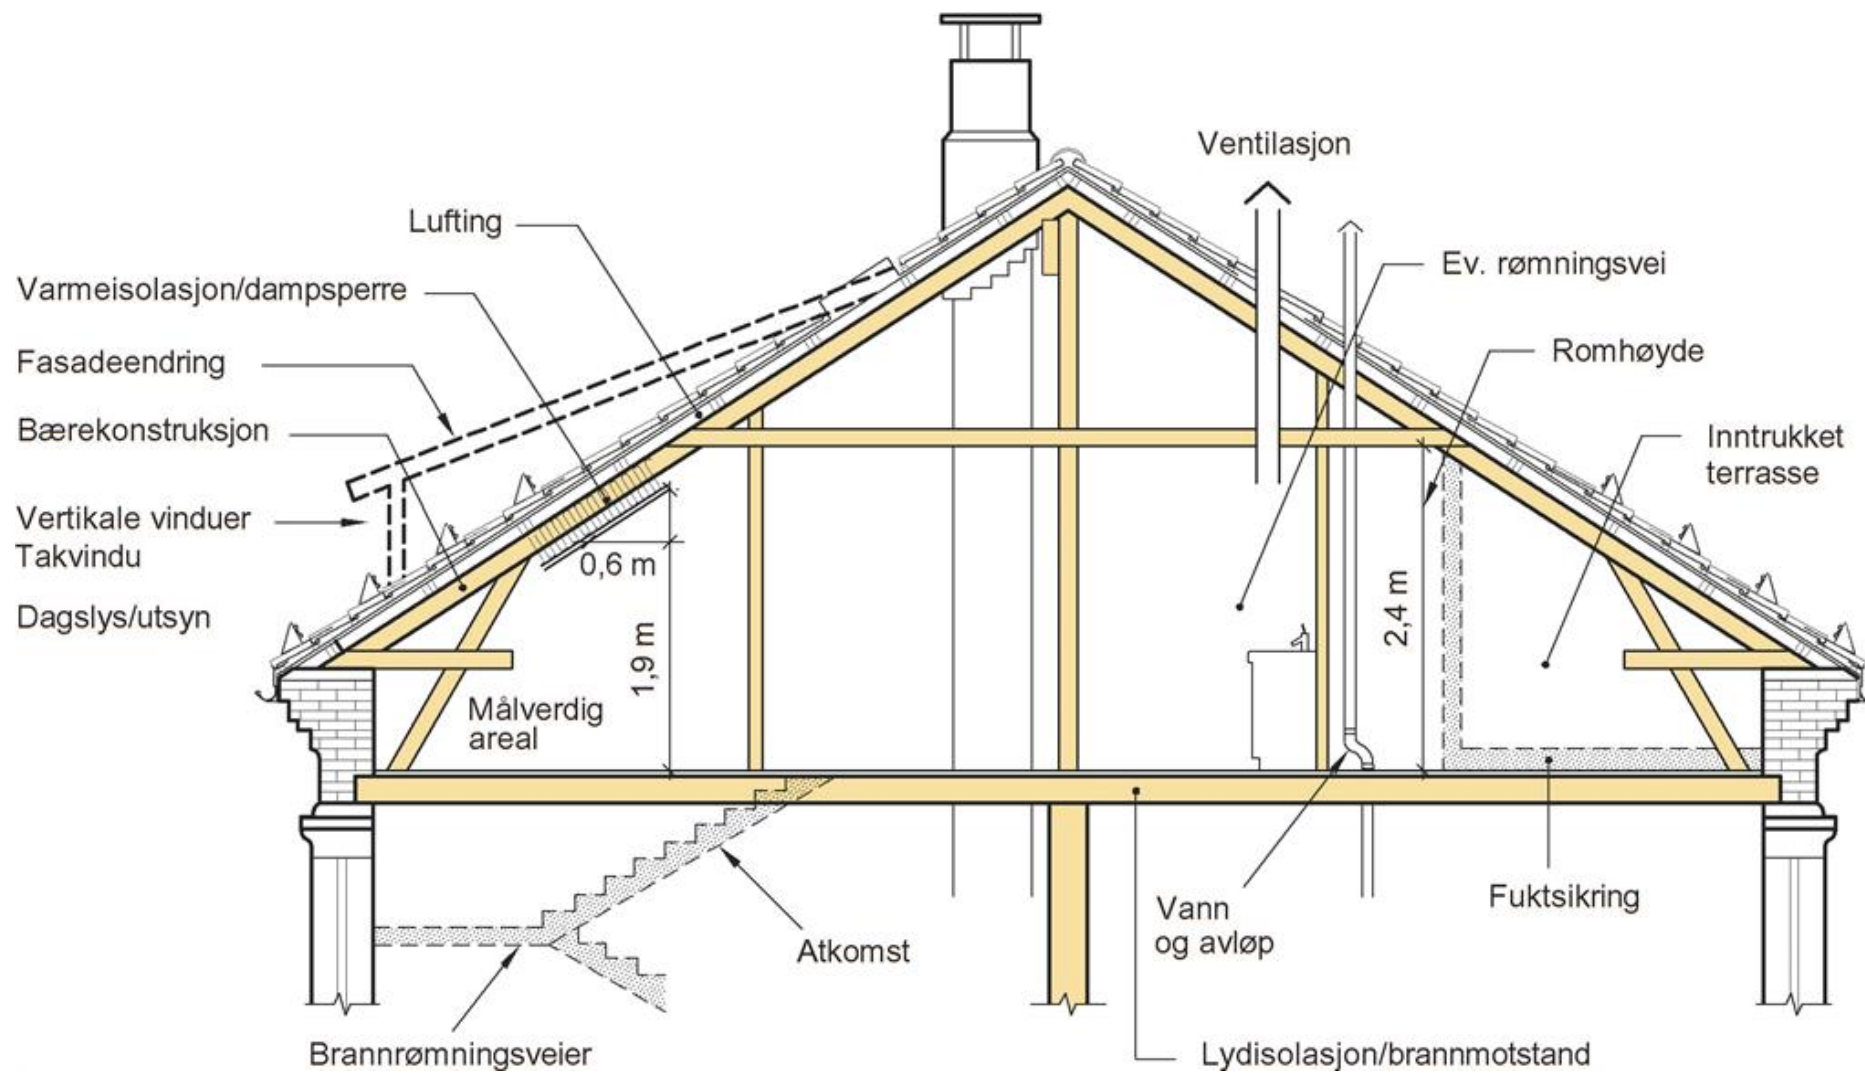 Ventilasjon
Lufting
Varmeisolasjon/dampsperre
Fasadeendring
Bærekonstruksjon
Vertikale vinduer
Takvindu
Dagslys/utsyn
Ev. rømningsvei
Romhøyde
Inntrukket
terrasse
0,6 m
1,9 m
2,4 m
Målverdig
areal
Fuktsikring
Vann
og avløp
Atkomst
Brannrømningsveier
Lydisolasjon/brannmotstand